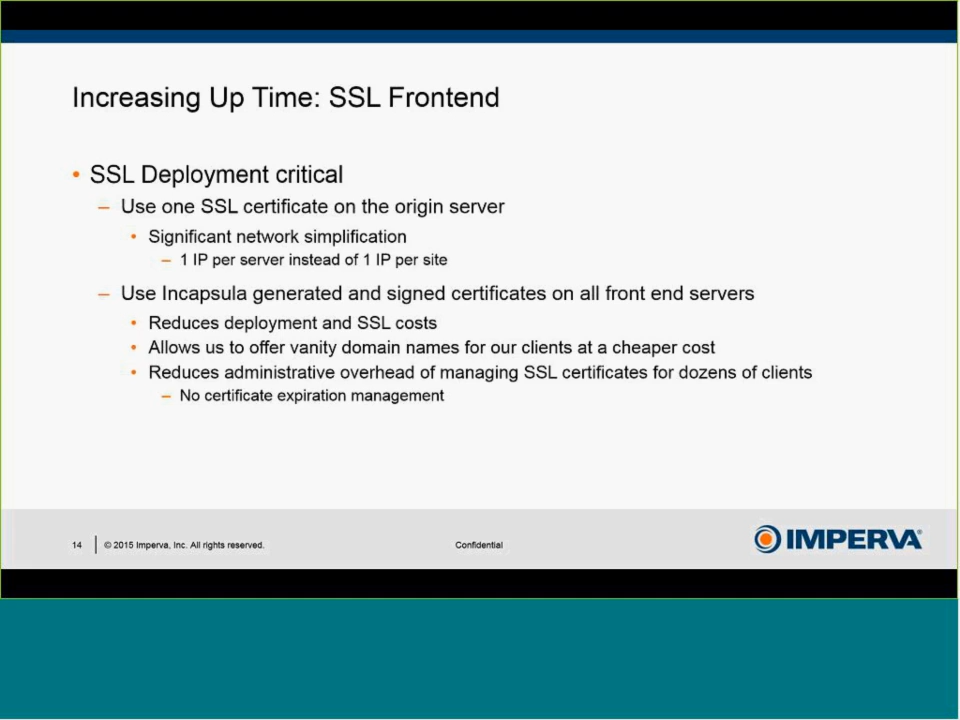 Increasing Up Time: SSL Frontend
• SSL Deployment critical
– Use one SSL certificate on the origin server
• Significant network simplification
– 1 IP per server instead of 1 IP per site
– Use Incapsula generated and signed certificates on all front end servers
• Reduces deployment and SSL costs
• Allows us to offer vanity domain names for our clients at a cheaper cost
• Reduces administrative overhead of managing SSL certificates for dozens of clients
– No certificate expiration management
14 | © 2015 Imperva, Inc. All rights reserved. Confidential IMPERVA